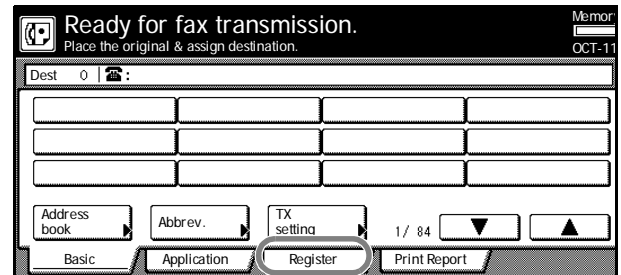 Ready for fax transmission.
Place the original & assign destination.
Memor
OCT-11
Dest 0 ☎:
Address book
Abbrev.
TX setting
1/ 84 ▼ ▲
Basic Application Register Print Report